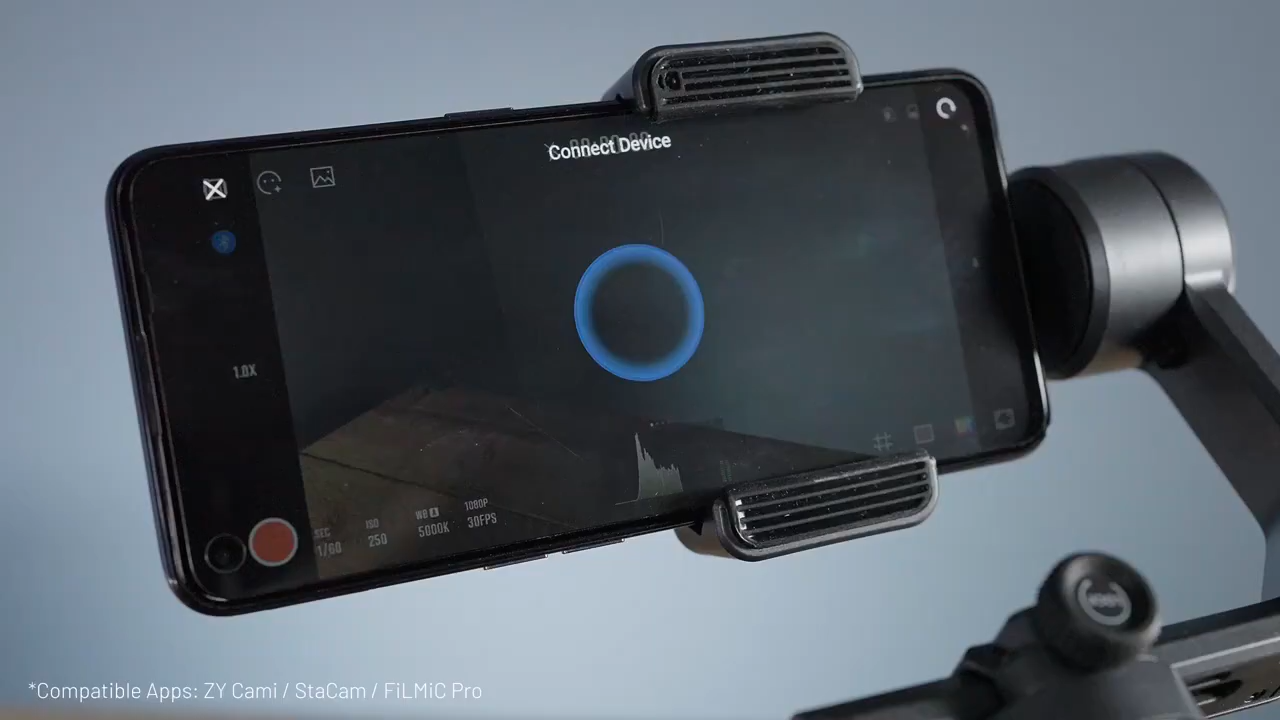 Connect Device
1.0X
SEC
1/60
ISO
250
WB A
5000K
1080P
30FPS
*Compatible Apps: ZY Cami / StaCam / FiLMiC Pro